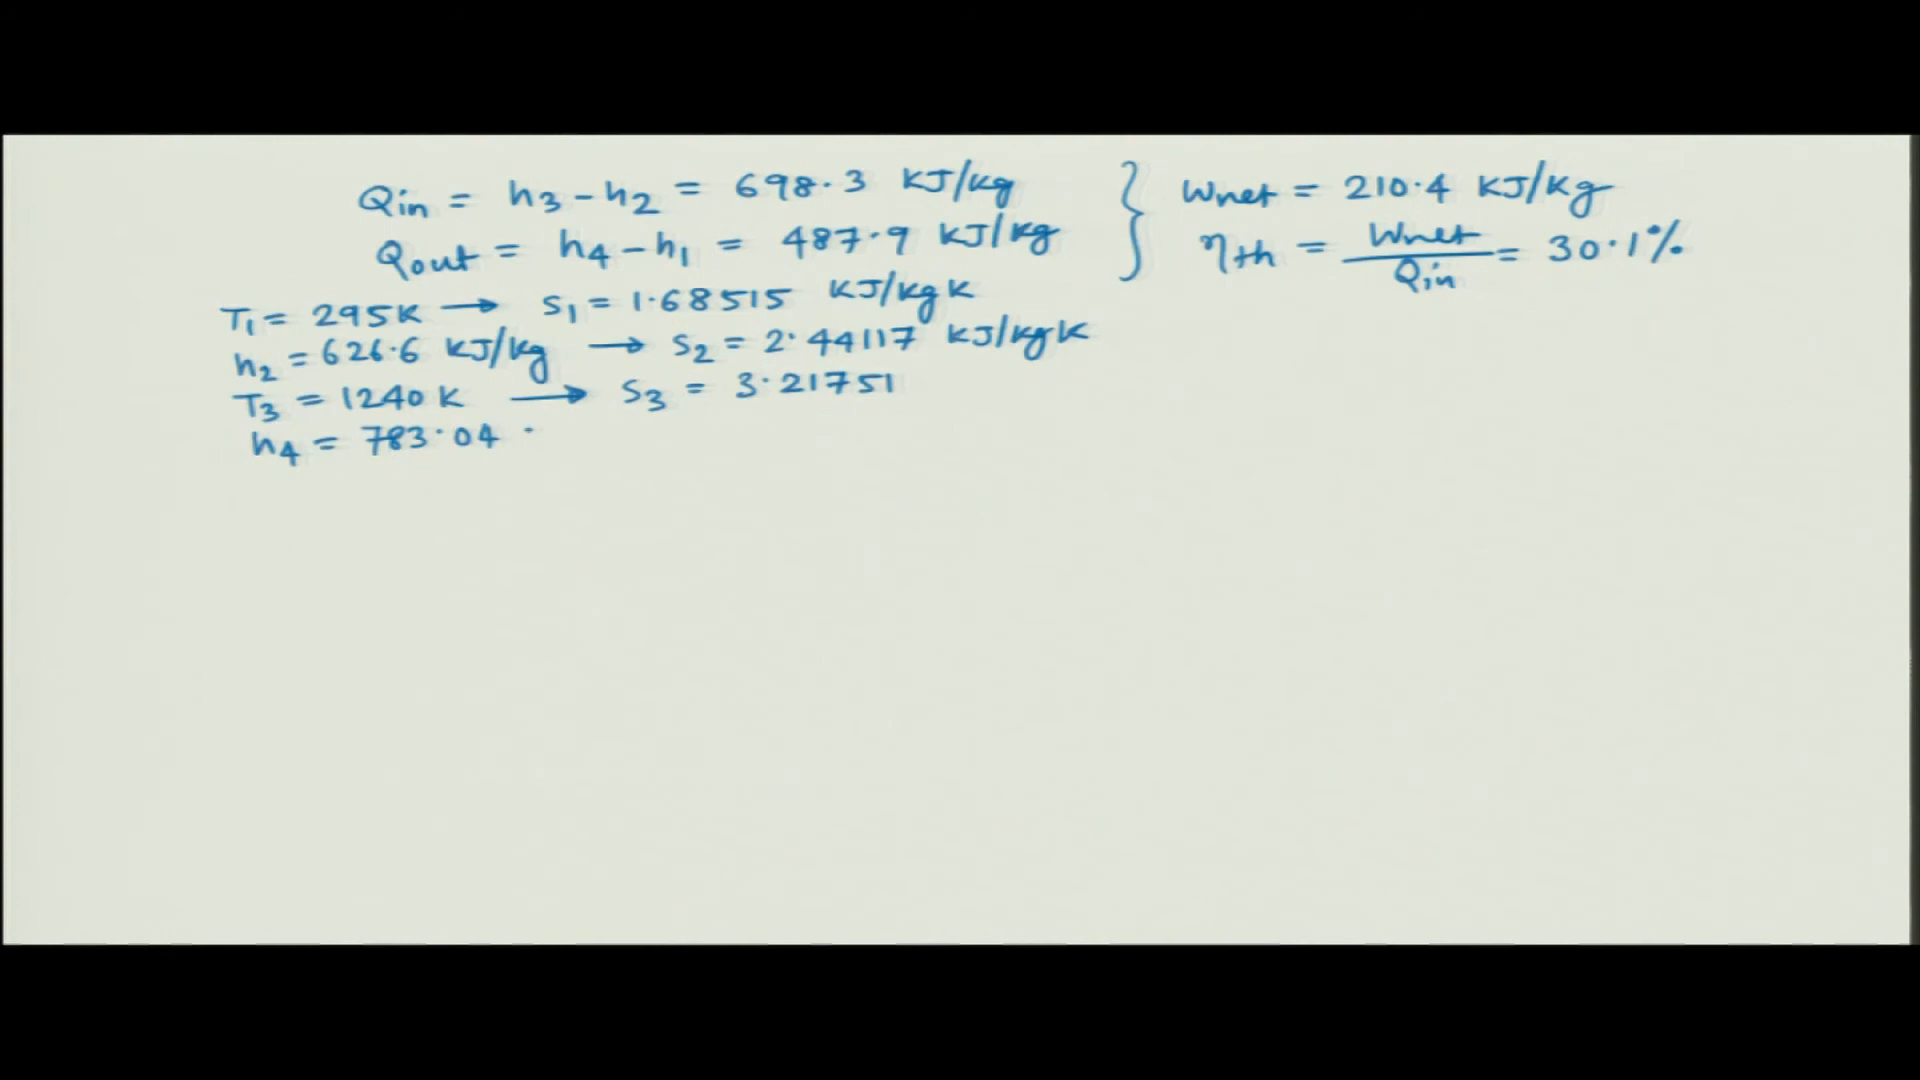 Qin = h3 - h2 = 698.3 KJ/kg
Qout = h4 - h1 = 487.9 KJ/kg
} Wnet = 210.4 KJ/kg
ηth = Wnet / Qin = 30.1%
T1 = 295K → S1 = 1.68515 KJ/kgK
h2 = 626.6 KJ/kg → S2 = 2.44117 KJ/kgK
T3 = 1240K → S3 = 3.21751
h4 = 783.04